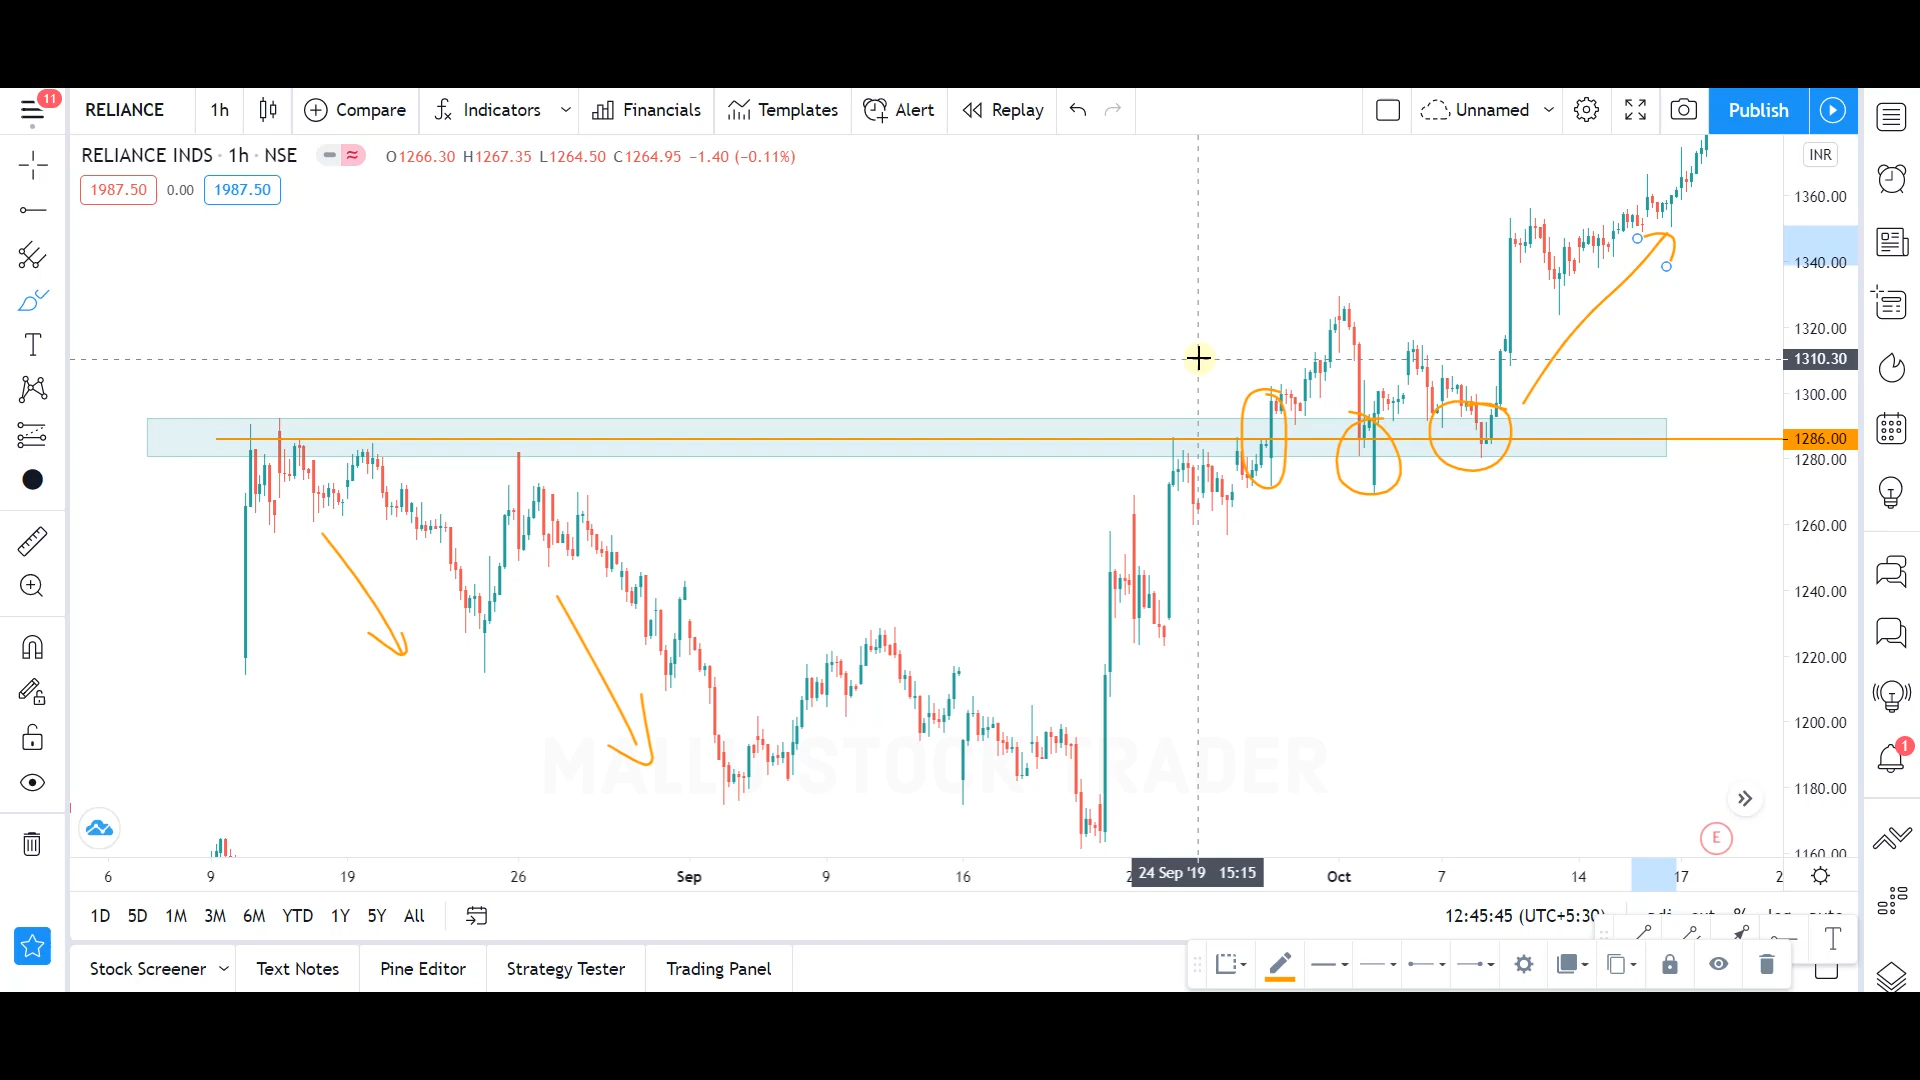 11
RELIANCE 1h Compare Indicators Financials Templates Alert Replay Unnamed Publish
RELIANCE INDS · 1h · NSE O1266.30 H1267.35 L1264.50 C1264.95 −1.40 (−0.11%) INR
1987.50 0.00 1987.50
1360.00
1340.00
1320.00
1310.30
1300.00
1286.00
1280.00
1260.00
1240.00
1220.00
1200.00
1180.00
1160.00
MALLU STOCK TRADER
1
E
6 9 19 26 Sep 9 16 24 Sep '19 15:15 Oct 7 14 17 2
1D 5D 1M 3M 6M YTD 1Y 5Y All 12:45:45 (UTC+5:30) % log auto
T
T
Stock Screener Text Notes Pine Editor Strategy Tester Trading Panel